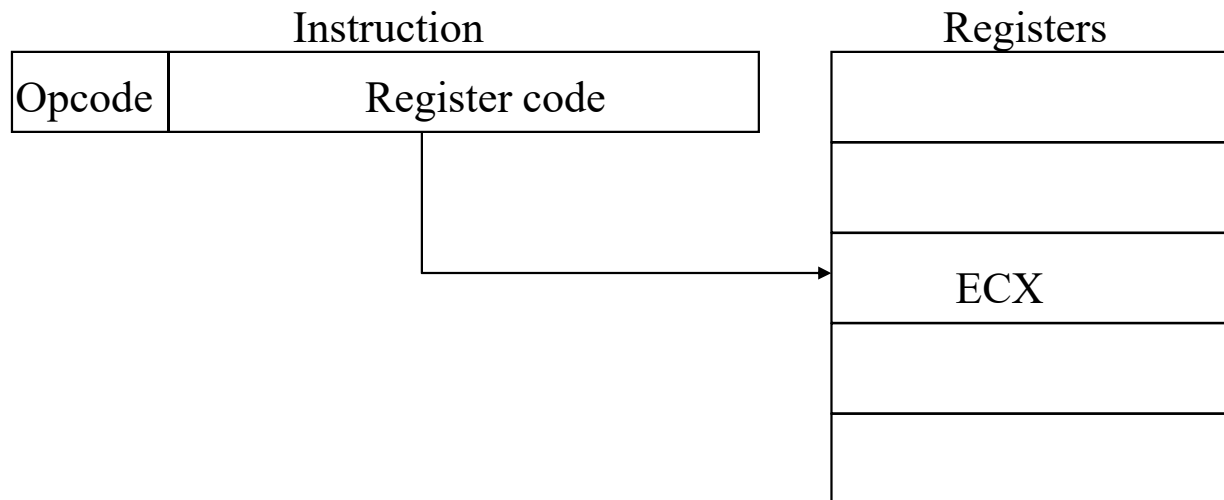 Instruction
Registers
Opcode
Register code
ECX